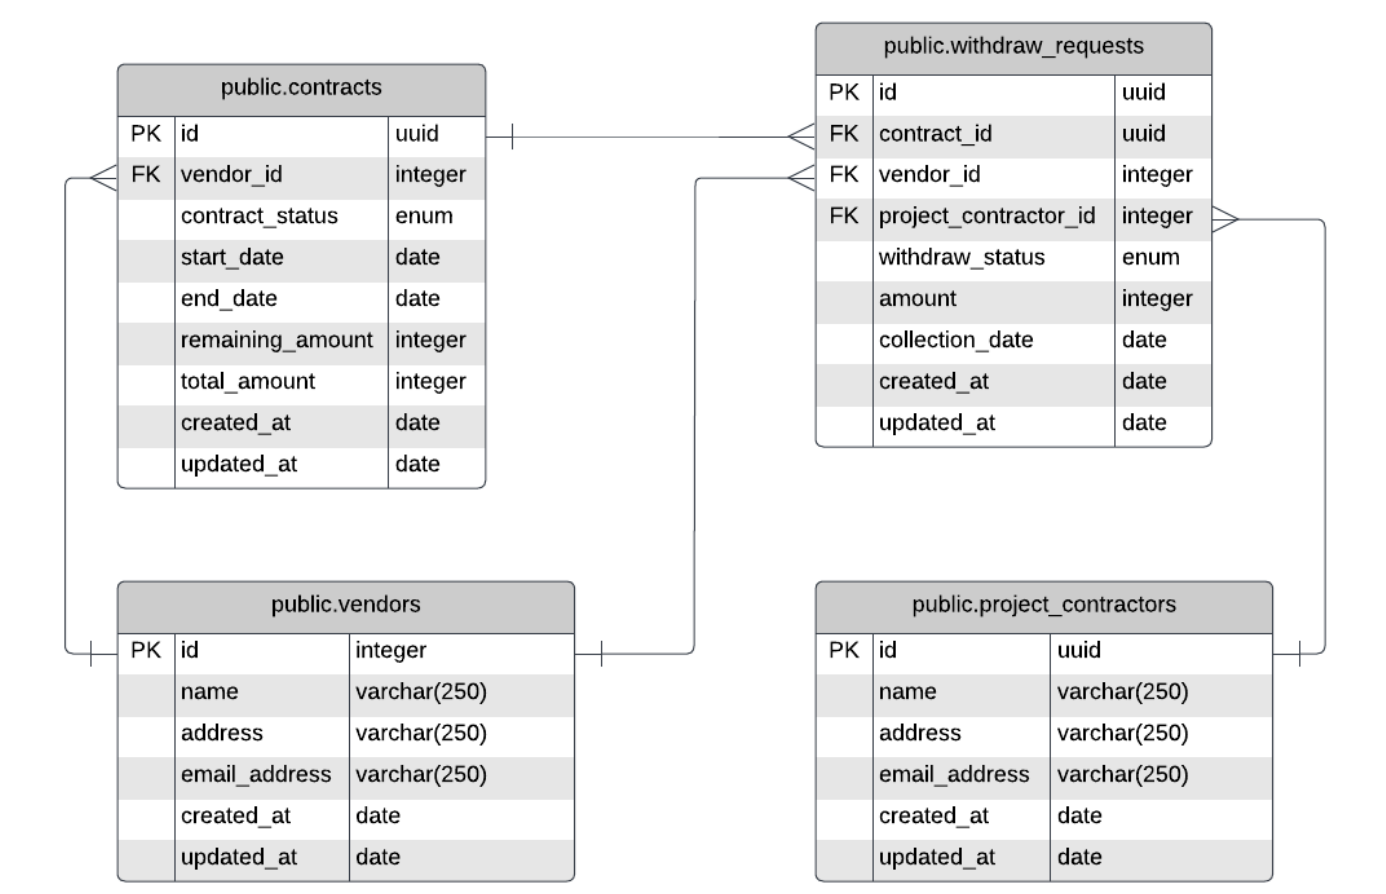 public.contracts
PK id uuid
FK vendor_id integer
contract_status enum
start_date date
end_date date
remaining_amount integer
total_amount integer
created_at date
updated_at date
public.withdraw_requests
PK id uuid
FK contract_id uuid
FK vendor_id integer
FK project_contractor_id integer
withdraw_status enum
amount integer
collection_date date
created_at date
updated_at date
public.vendors
PK id integer
name varchar(250)
address varchar(250)
email_address varchar(250)
created_at date
updated_at date
public.project_contractors
PK id uuid
name varchar(250)
address varchar(250)
email_address varchar(250)
created_at date
updated_at date